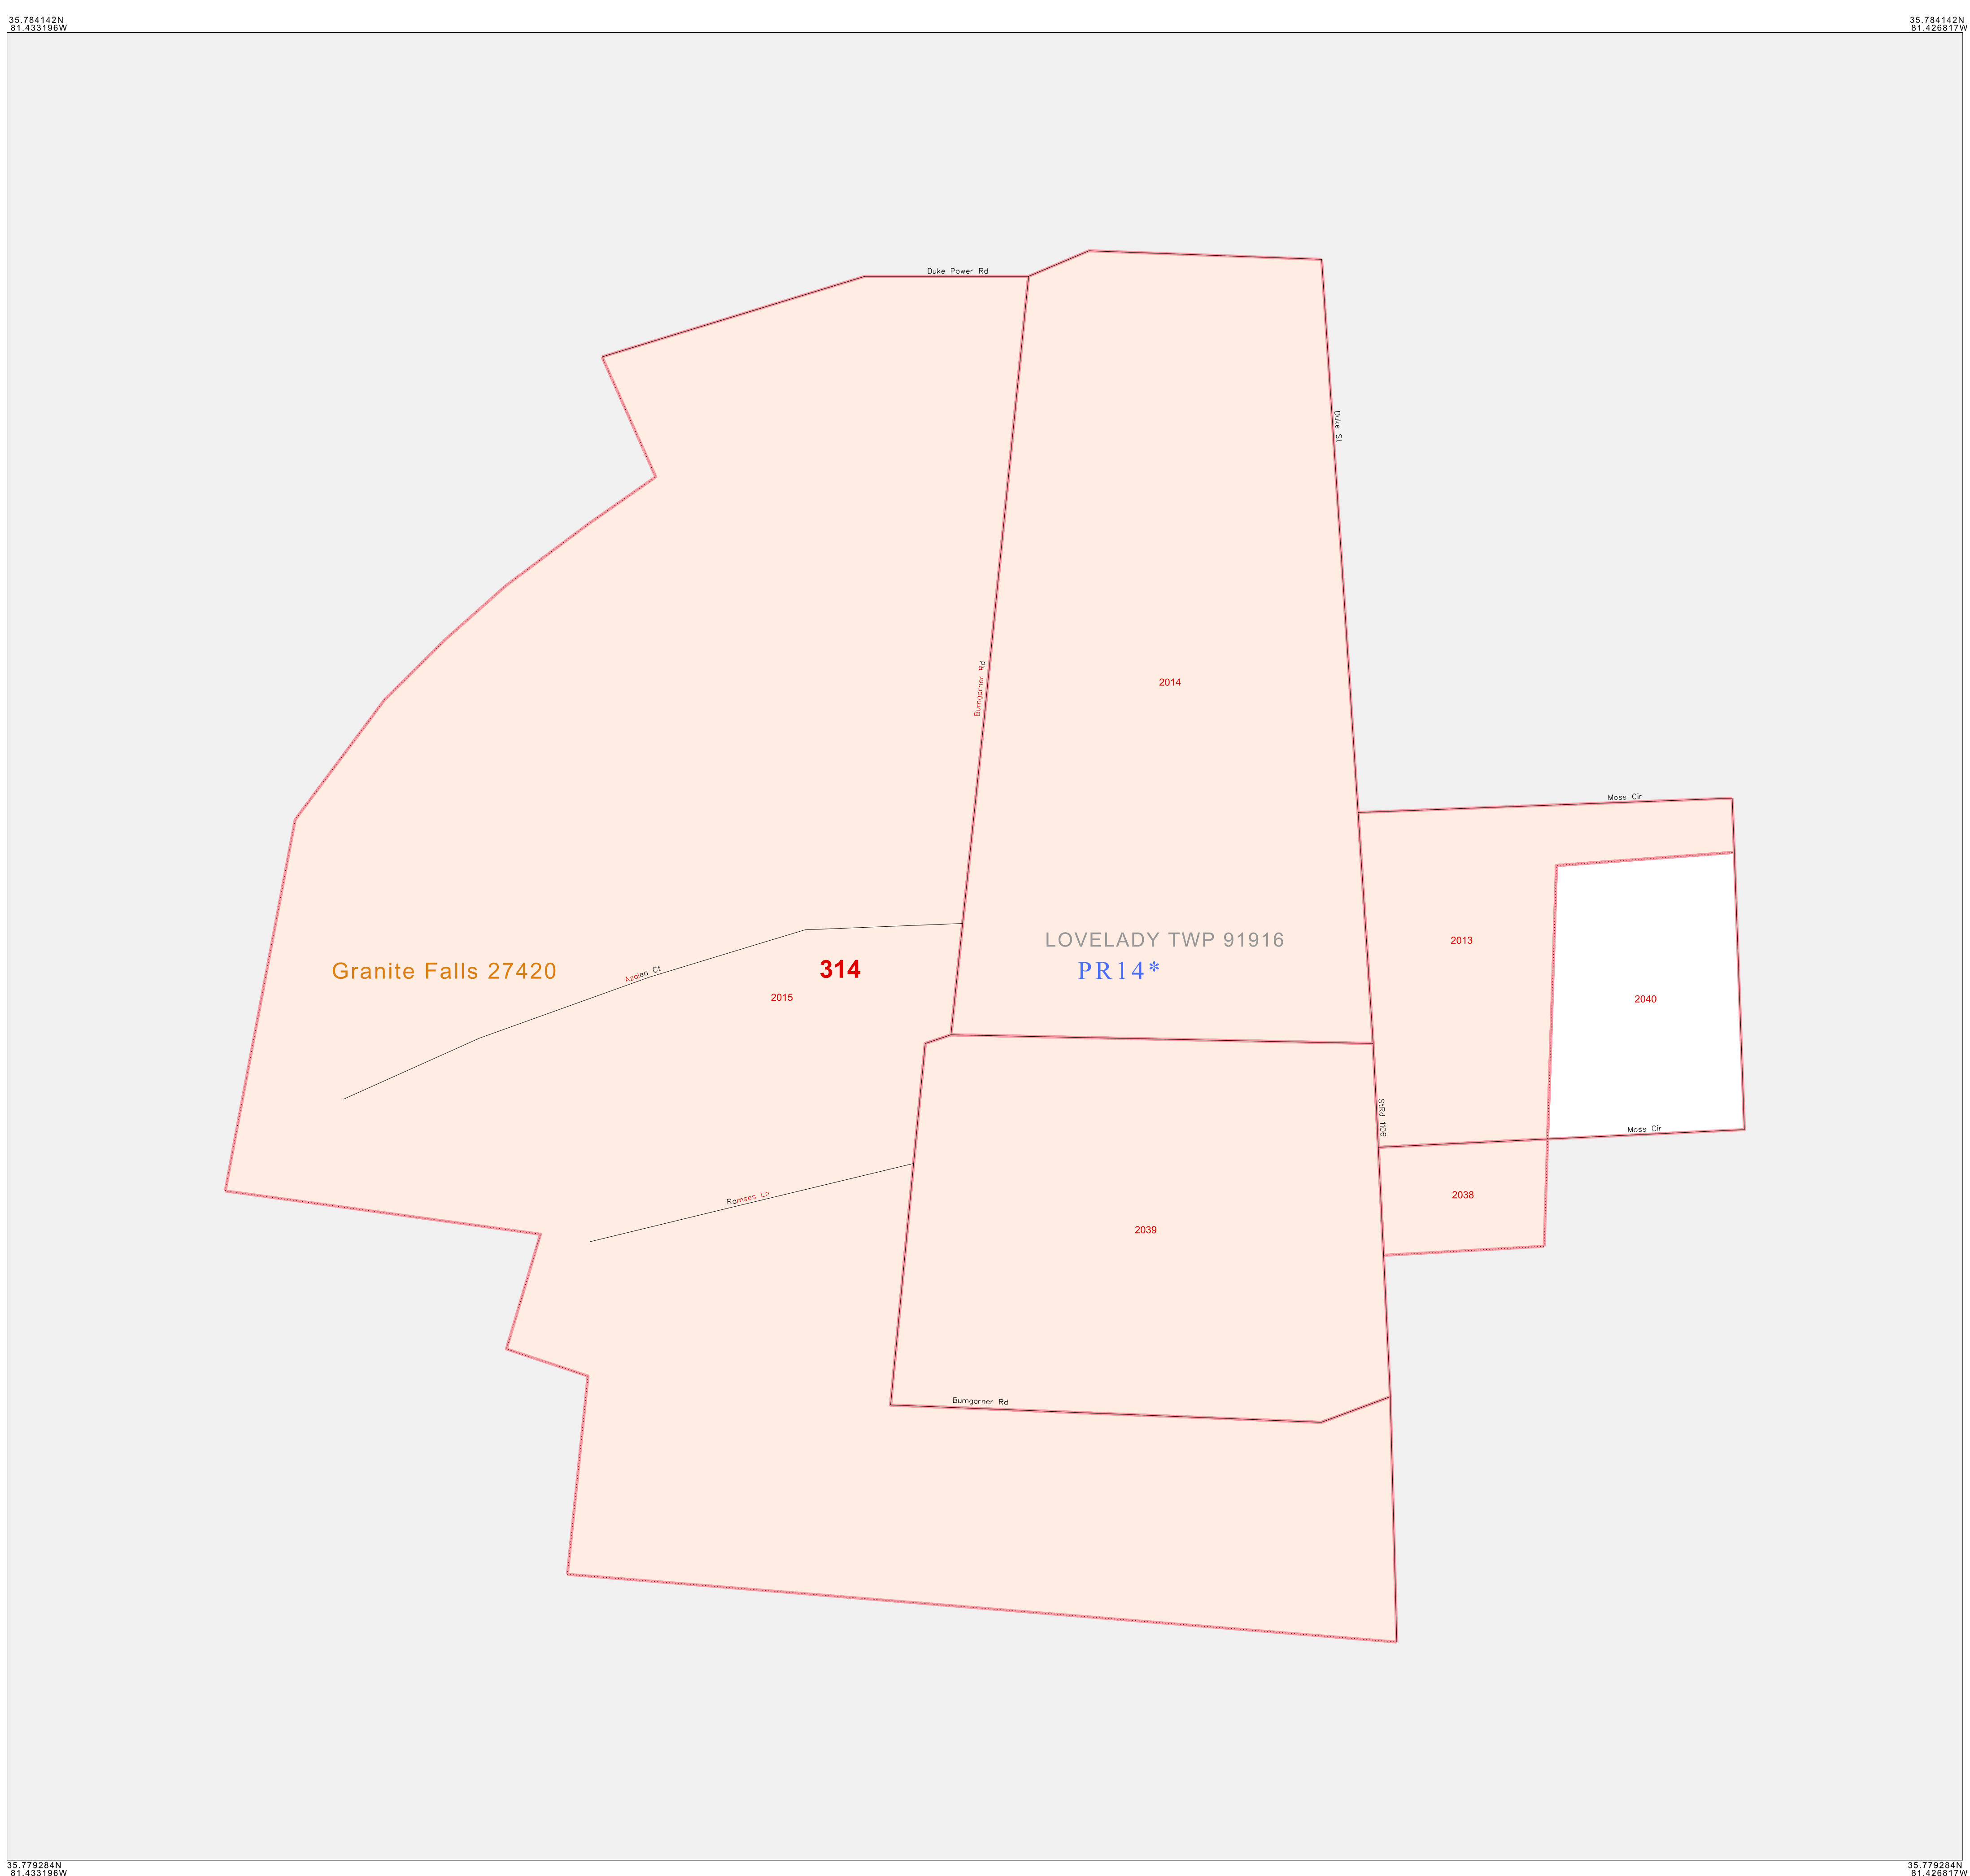 35.784142N
81.433196W
35.784142N
81.426817W
Duke Power Rd
Duke St
Bumgarner Rd
2014
Moss Cir
LOVELADY TWP 91916
2013
Granite Falls 27420
Azalea Ct
314
PR14*
2015
2040
StRd 1106
Moss Cir
Ramses Ln
2038
2039
Bumgarner Rd
35.779284N
81.433196W
35.779284N
81.426817W